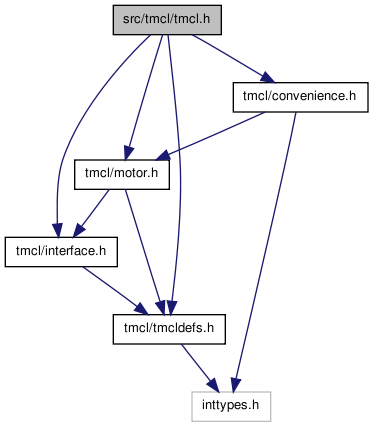 src/tmcl/tmcl.h
tmcl/convenience.h
tmcl/motor.h
tmcl/interface.h
tmcl/tmcldefs.h
inttypes.h